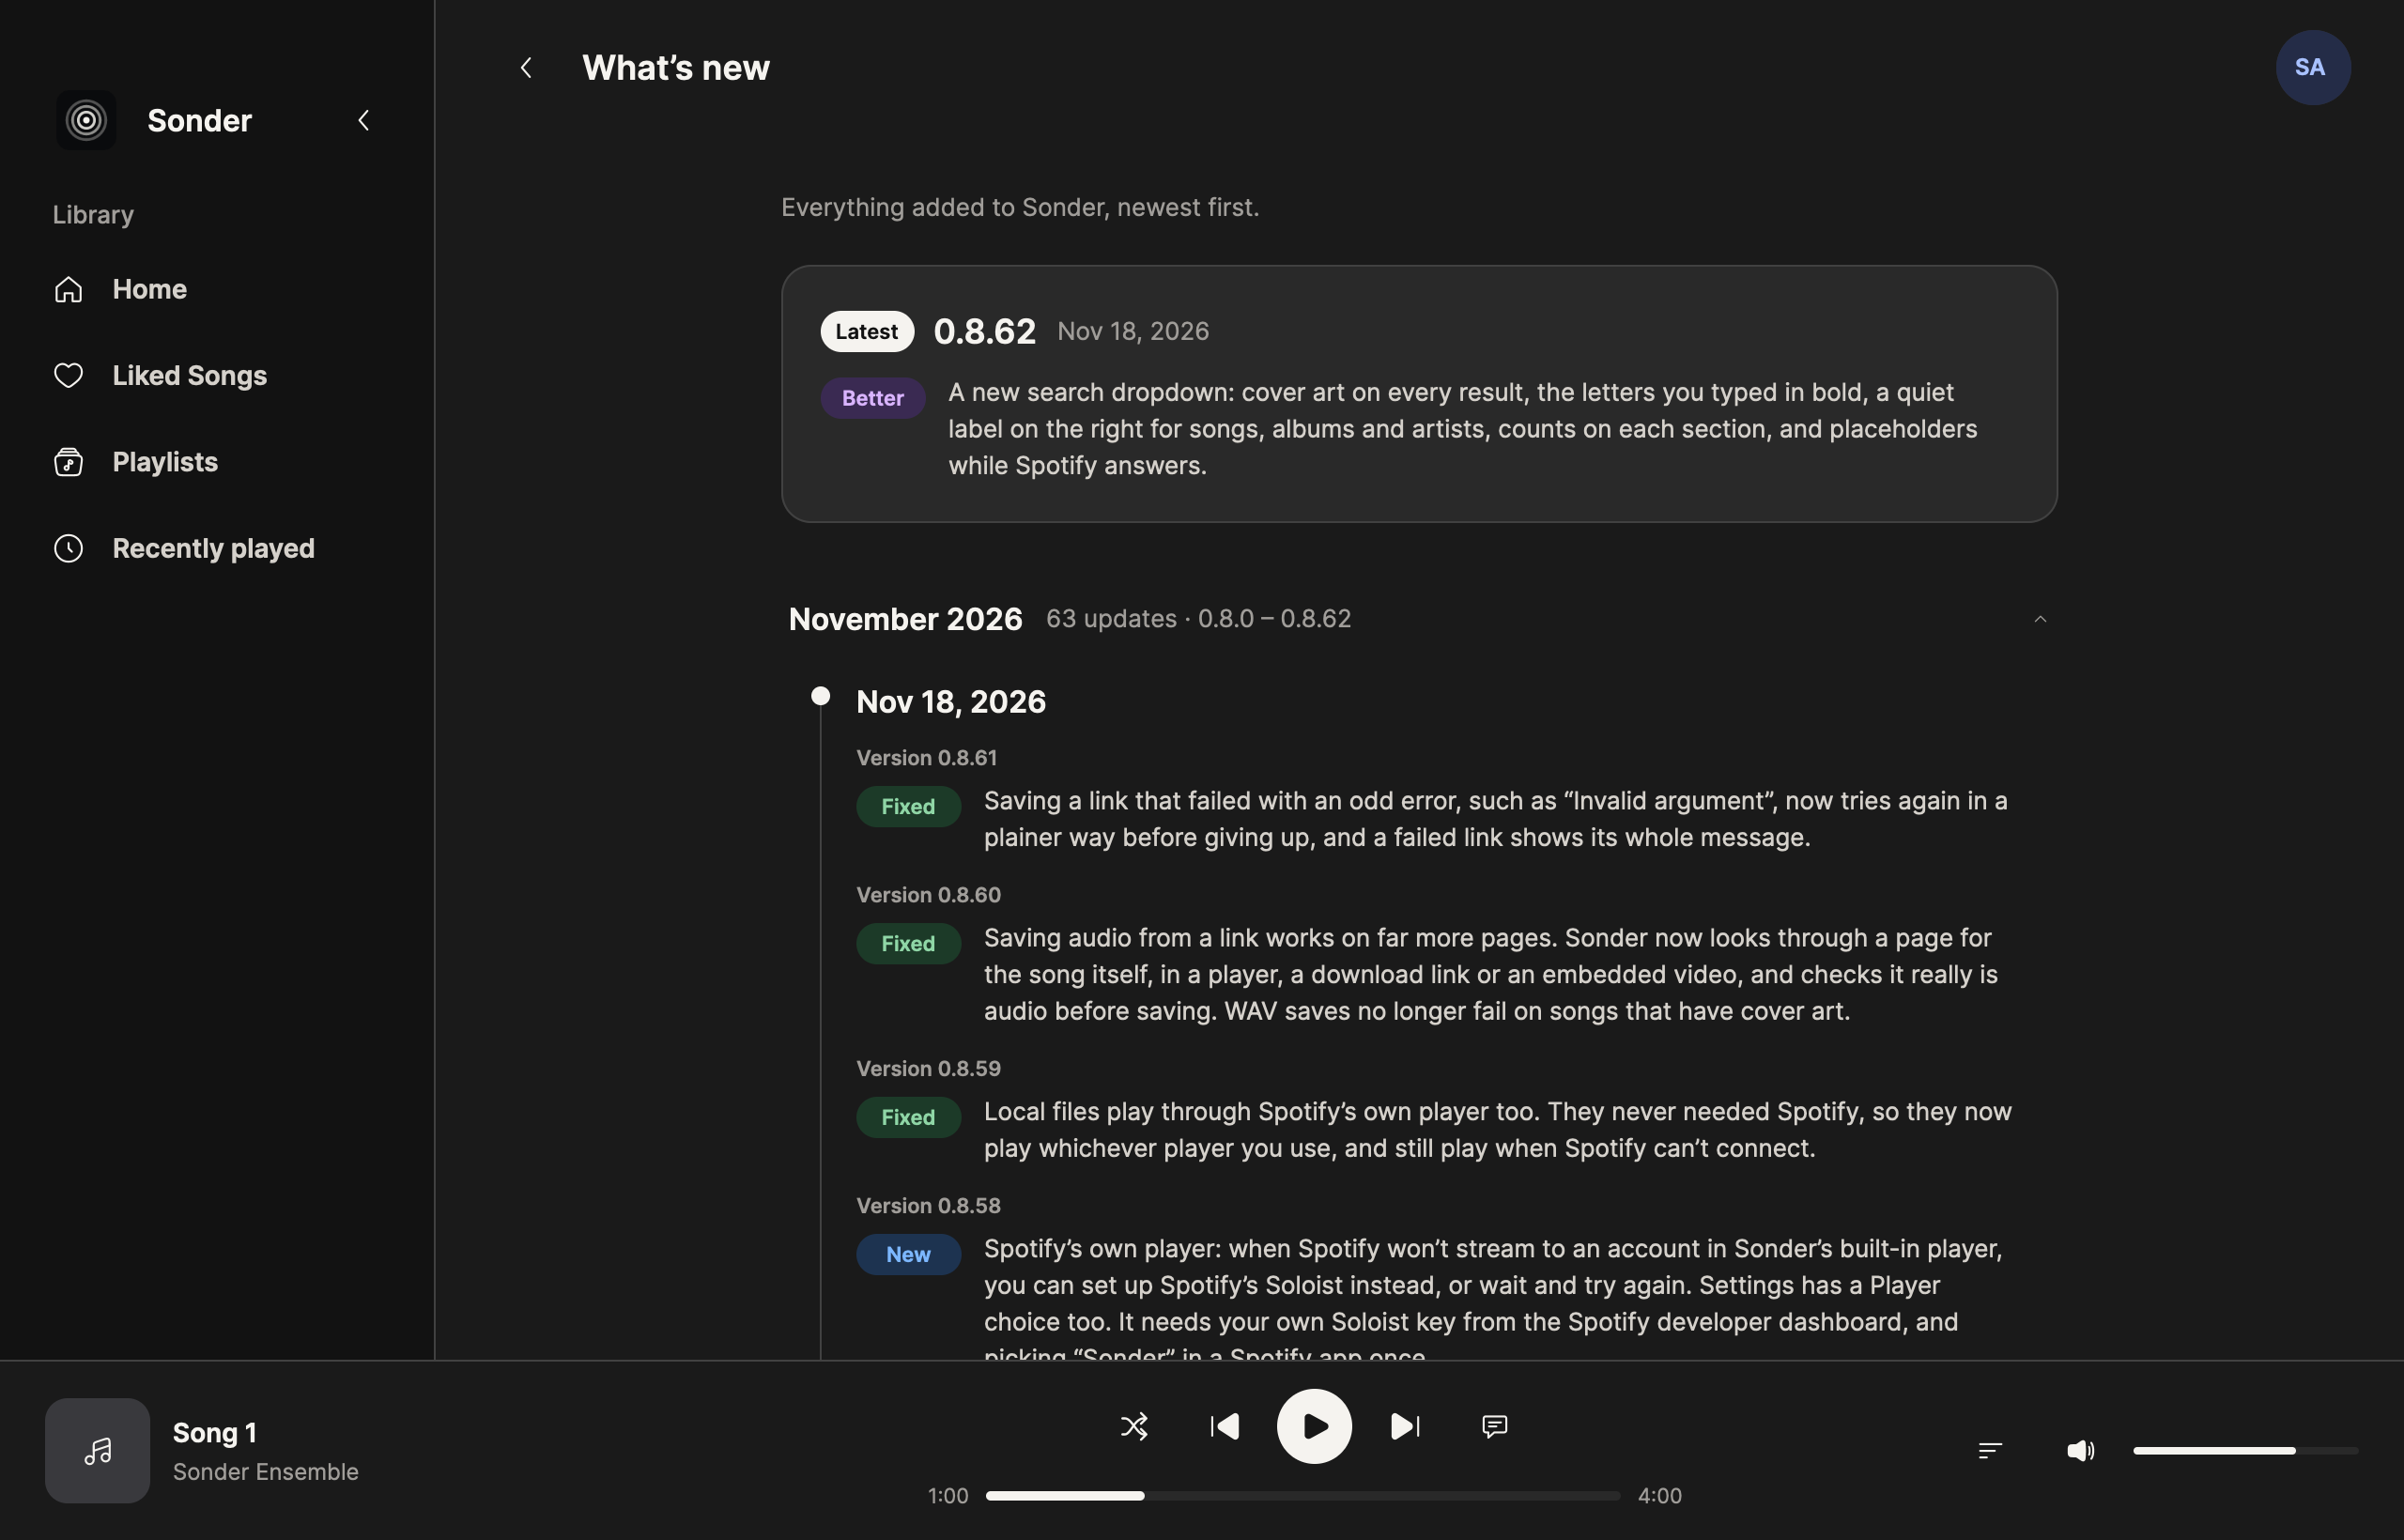 Sonder
Library
Home
Liked Songs
Playlists
Recently played
What’s new
SA
Everything added to Sonder, newest first.
Latest 0.8.62 Nov 18, 2026
Better A new search dropdown: cover art on every result, the letters you typed in bold, a quiet
label on the right for songs, albums and artists, counts on each section, and placeholders
while Spotify answers.
November 2026 63 updates · 0.8.0 – 0.8.62
Nov 18, 2026
Version 0.8.61
Fixed Saving a link that failed with an odd error, such as “Invalid argument”, now tries again in a
plainer way before giving up, and a failed link shows its whole message.
Version 0.8.60
Fixed Saving audio from a link works on far more pages. Sonder now looks through a page for
the song itself, in a player, a download link or an embedded video, and checks it really is
audio before saving. WAV saves no longer fail on songs that have cover art.
Version 0.8.59
Fixed Local files play through Spotify’s own player too. They never needed Spotify, so they now
play whichever player you use, and still play when Spotify can’t connect.
Version 0.8.58
New Spotify’s own player: when Spotify won’t stream to an account in Sonder’s built-in player,
you can set up Spotify’s Soloist instead, or wait and try again. Settings has a Player
choice too. It needs your own Soloist key from the Spotify developer dashboard, and
picking “Sonder” in a Spotify app once.
Song 1
Sonder Ensemble
1:00
4:00